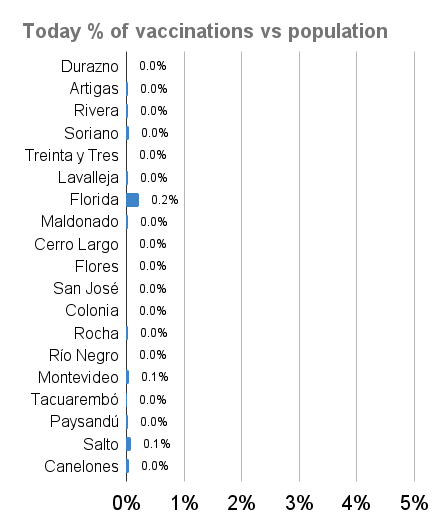 Today % of vaccinations vs population
Durazno 0.0%
Artigas 0.0%
Rivera 0.0%
Soriano 0.0%
Treinta y Tres 0.0%
Lavalleja 0.0%
Florida 0.2%
Maldonado 0.0%
Cerro Largo 0.0%
Flores 0.0%
San José 0.0%
Colonia 0.0%
Rocha 0.0%
Río Negro 0.0%
Montevideo 0.1%
Tacuarembó 0.0%
Paysandú 0.0%
Salto 0.1%
Canelones 0.0%
0% 1% 2% 3% 4% 5%